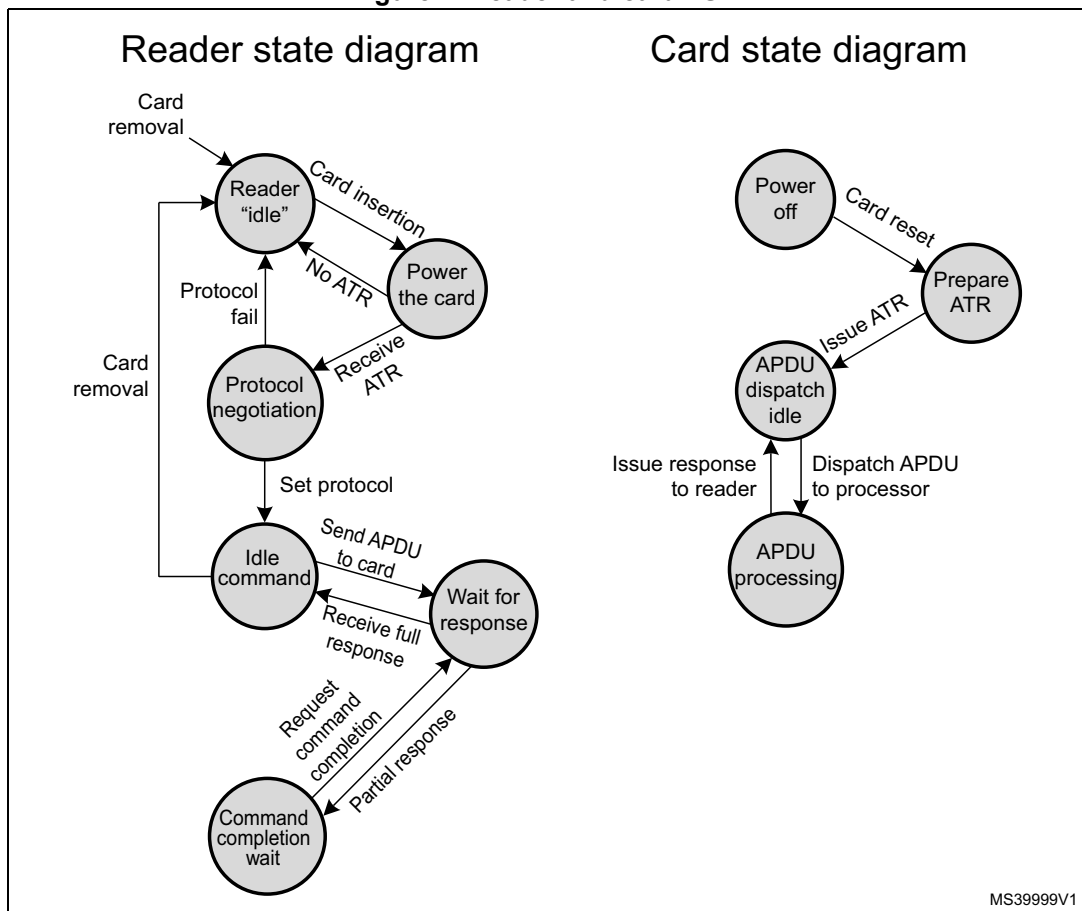 Reader state diagram
Card state diagram
Card
removal
Reader
“idle”
Card insertion
No ATR
Power
the card
Protocol
fail
Receive
ATR
Card
removal
Protocol
negotiation
Set protocol
Idle
command
Send APDU
to card
Wait for
response
Receive full
response
Request
command
completion
Partial response
Command
completion
wait
Power
off
Card reset
Prepare
ATR
Issue ATR
APDU
dispatch
idle
Issue response
to reader
Dispatch APDU
to processor
APDU
processing
MS39999V1